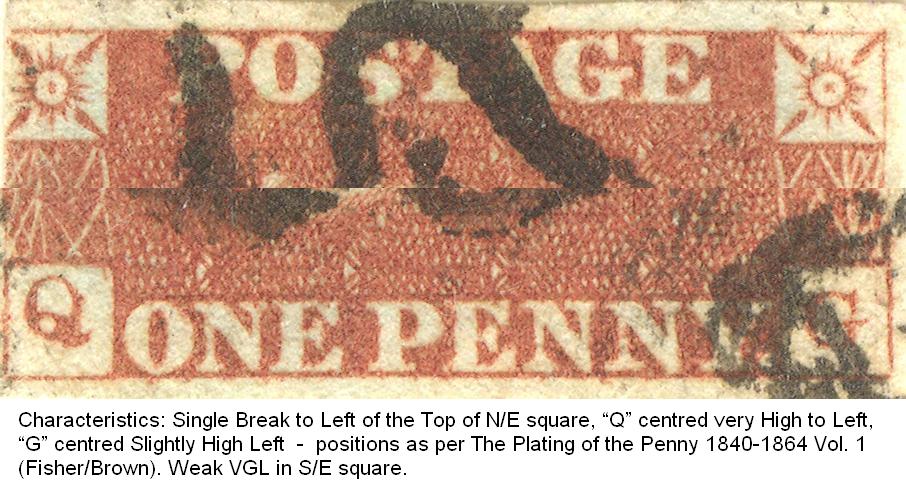 POSTAGE
Q ONE PENNY G
Characteristics: Single Break to Left of the Top of N/E square, “Q” centred very High to Left,
“G” centred Slightly High Left - positions as per The Plating of the Penny 1840-1864 Vol. 1
(Fisher/Brown). Weak VGL in S/E square.